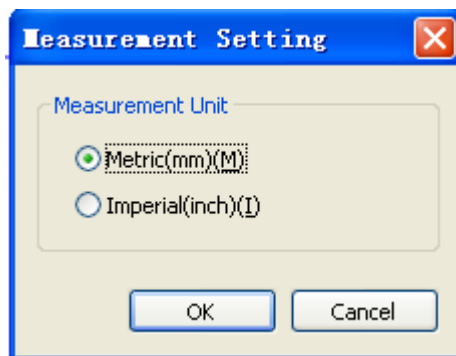 Measurement Setting
Measurement Unit
Metric(mm)(M)
Imperial(inch)(I)
OK Cancel